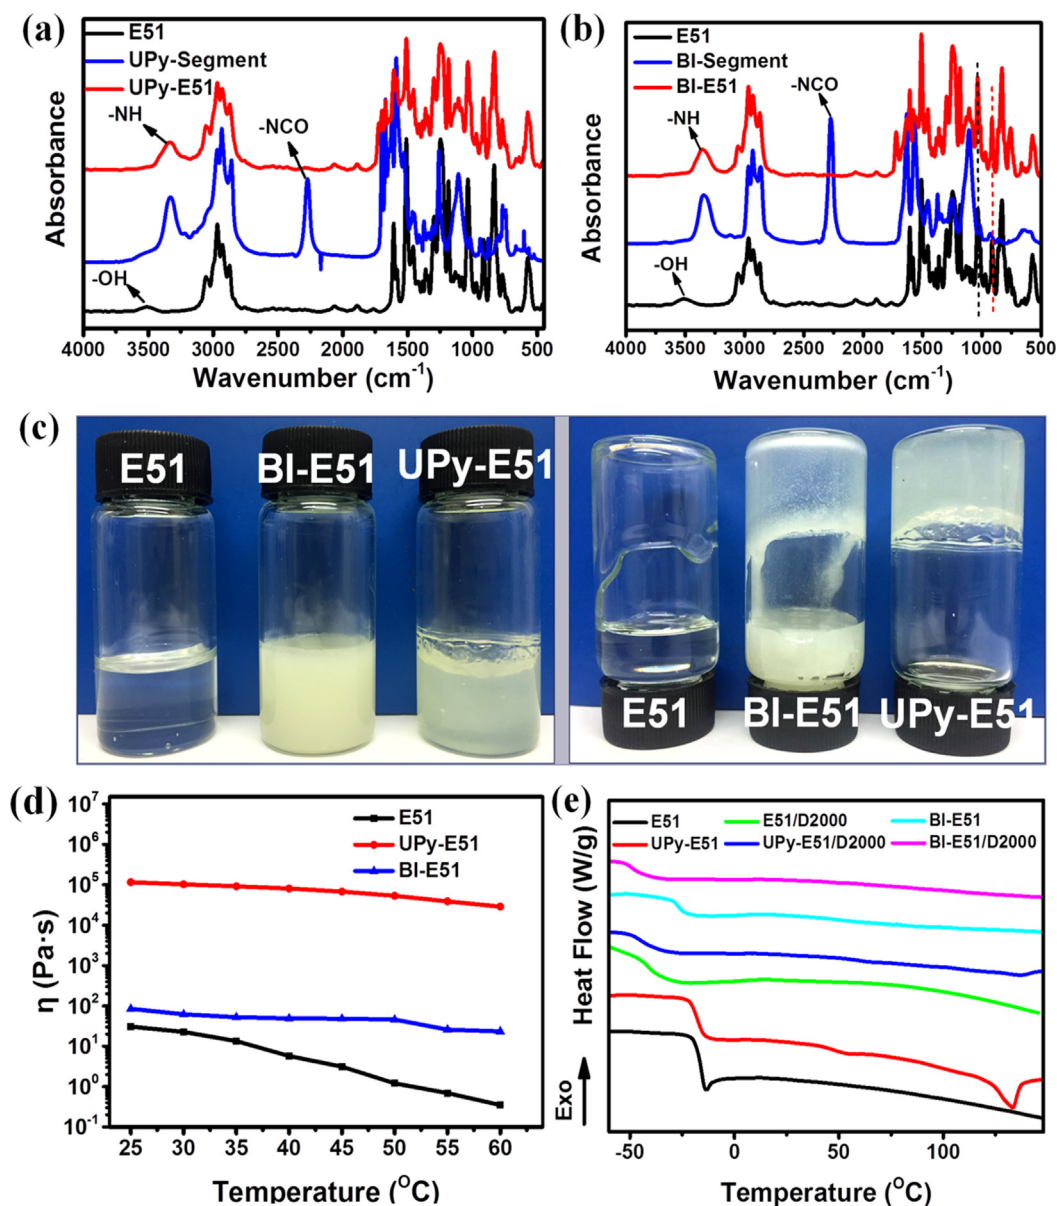 (a)
E51
UPy-Segment
UPy-E51
-NH
-NCO
-OH
Absorbance
4000 3500 3000 2500 2000 1500 1000 500
Wavenumber (cm⁻¹)
(b)
E51
BI-Segment
BI-E51
-NCO
-NH
-OH
Absorbance
4000 3500 3000 2500 2000 1500 1000 500
Wavenumber (cm⁻¹)
(c)
E51 BI-E51 UPy-E51
E51 BI-E51 UPy-E51
(d)
10⁷
10⁶
10⁵
10⁴
10³
10²
10¹
10⁰
10⁻¹
η (Pa·s)
E51
UPy-E51
BI-E51
25 30 35 40 45 50 55 60
Temperature (ᴼC)
(e)
E51 E51/D2000 BI-E51
UPy-E51 UPy-E51/D2000 BI-E51/D2000
Heat Flow (W/g)
Exo
-50 0 50 100
Temperature (ᴼC)